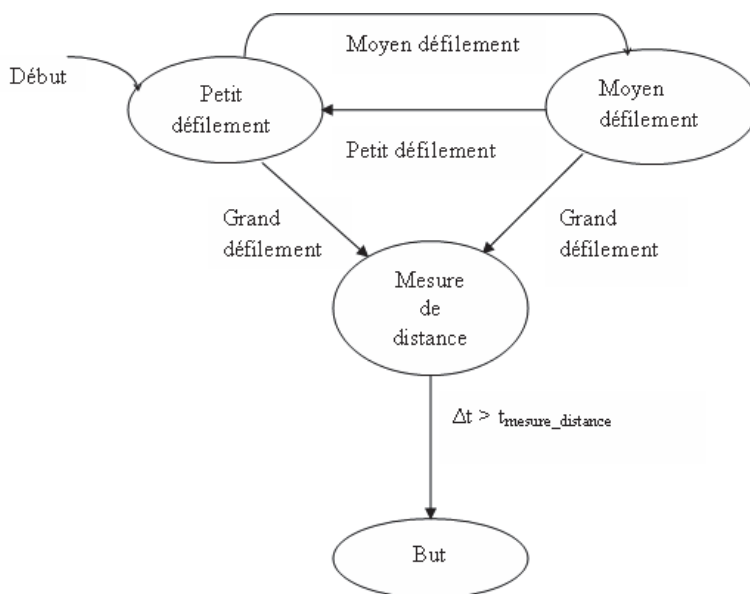 Moyen défilement
Début
Petit
défilement
Moyen
défilement
Petit défilement
Grand
défilement
Grand
défilement
Mesure
de
distance
Δt > tmesure_distance
But